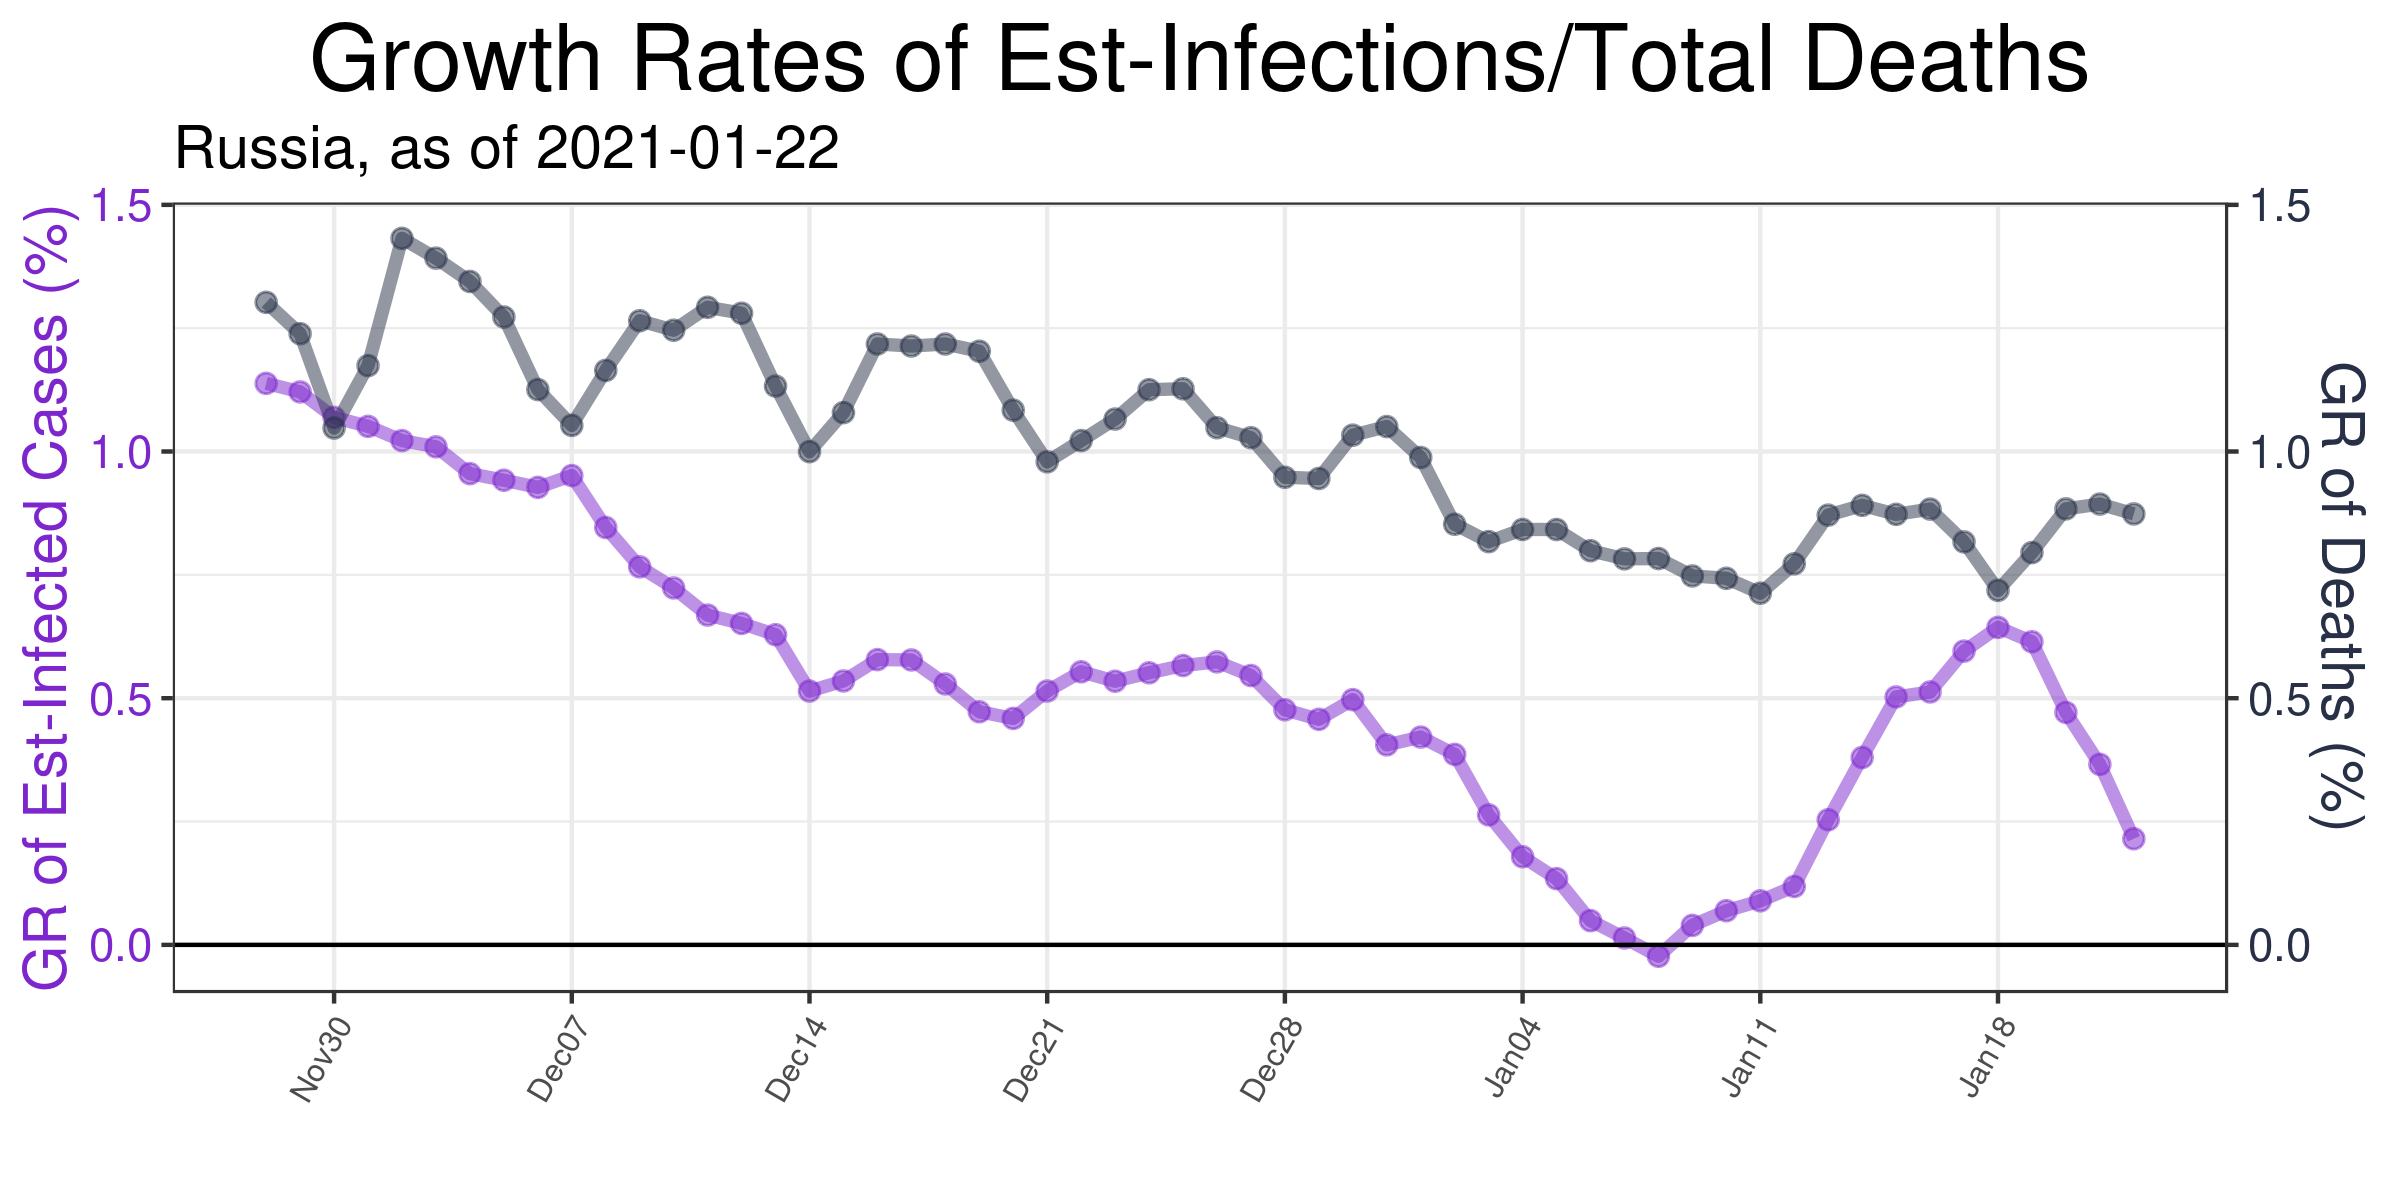 Growth Rates of Est-Infections/Total Deaths
Russia, as of 2021-01-22
GR of Est-Infected Cases (%)
1.5
1.0
0.5
0.0
1.5
1.0
0.5
0.0
GR of Deaths (%)
Nov30
Dec07
Dec14
Dec21
Dec28
Jan04
Jan11
Jan18